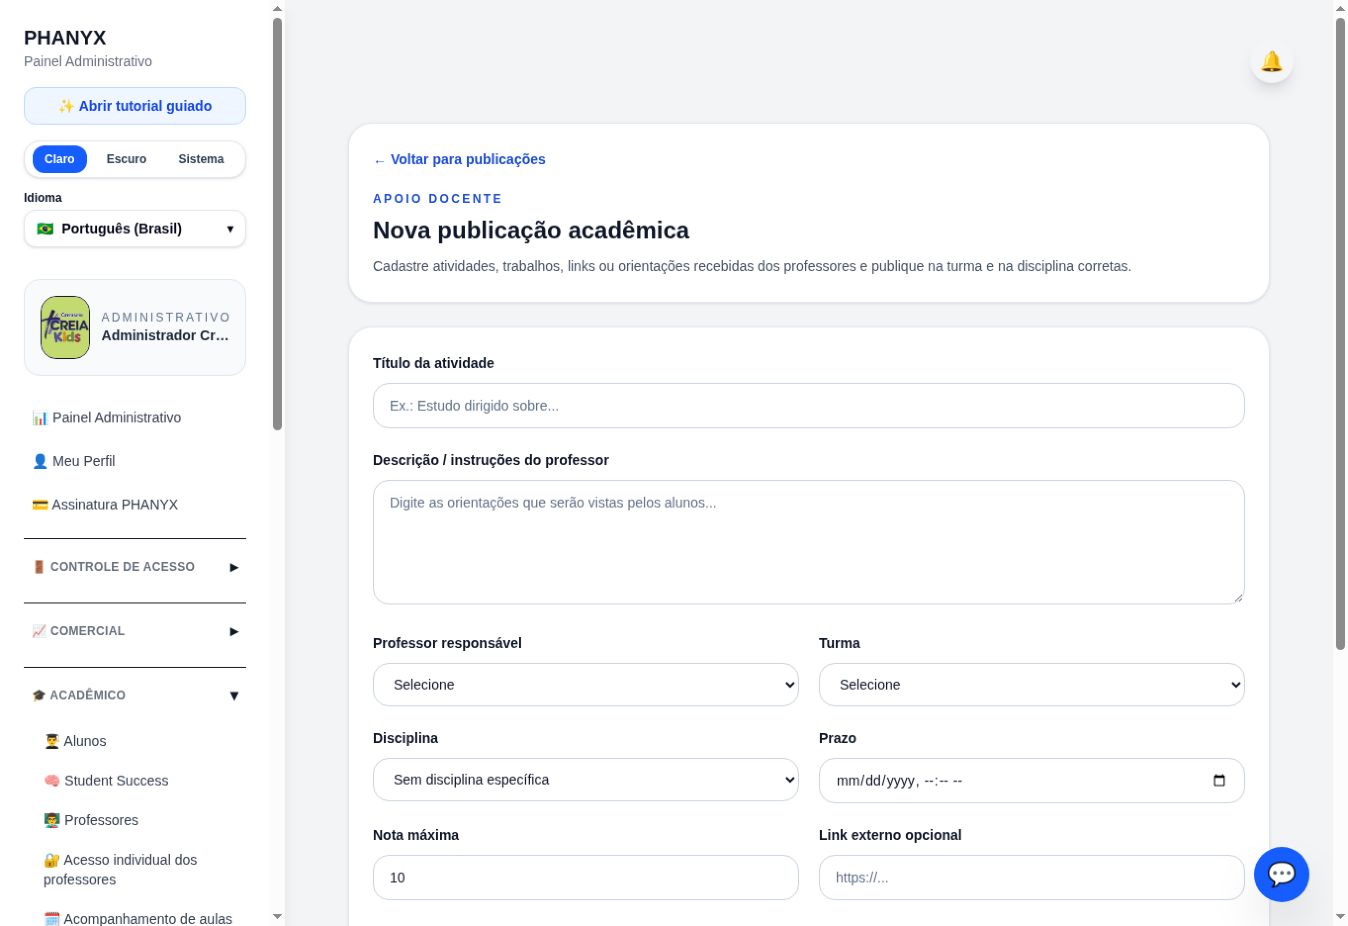 PHANYX
Painel Administrativo
✨ Abrir tutorial guiado
Claro Escuro Sistema
Idioma
🇧🇷 Português (Brasil) ▾
CREIA
Kids
ADMINISTRATIVO
Administrador Cr...
📊 Painel Administrativo
👤 Meu Perfil
💳 Assinatura PHANYX
🚪 CONTROLE DE ACESSO ▶
📈 COMERCIAL ▶
🎓 ACADÊMICO ▼
👨‍🎓 Alunos
🧠 Student Success
👨‍🏫 Professores
🔐 Acesso individual dos
professores
🗓️ Acompanhamento de aulas
← Voltar para publicações
APOIO DOCENTE
Nova publicação acadêmica
Cadastre atividades, trabalhos, links ou orientações recebidas dos professores e publique na turma e na disciplina corretas.
Título da atividade
Ex.: Estudo dirigido sobre...
Descrição / instruções do professor
Digite as orientações que serão vistas pelos alunos...
Professor responsável
Selecione
Turma
Selecione
Disciplina
Sem disciplina específica
Prazo
mm/dd/yyyy, --:-- --
Nota máxima
10
Link externo opcional
https://...